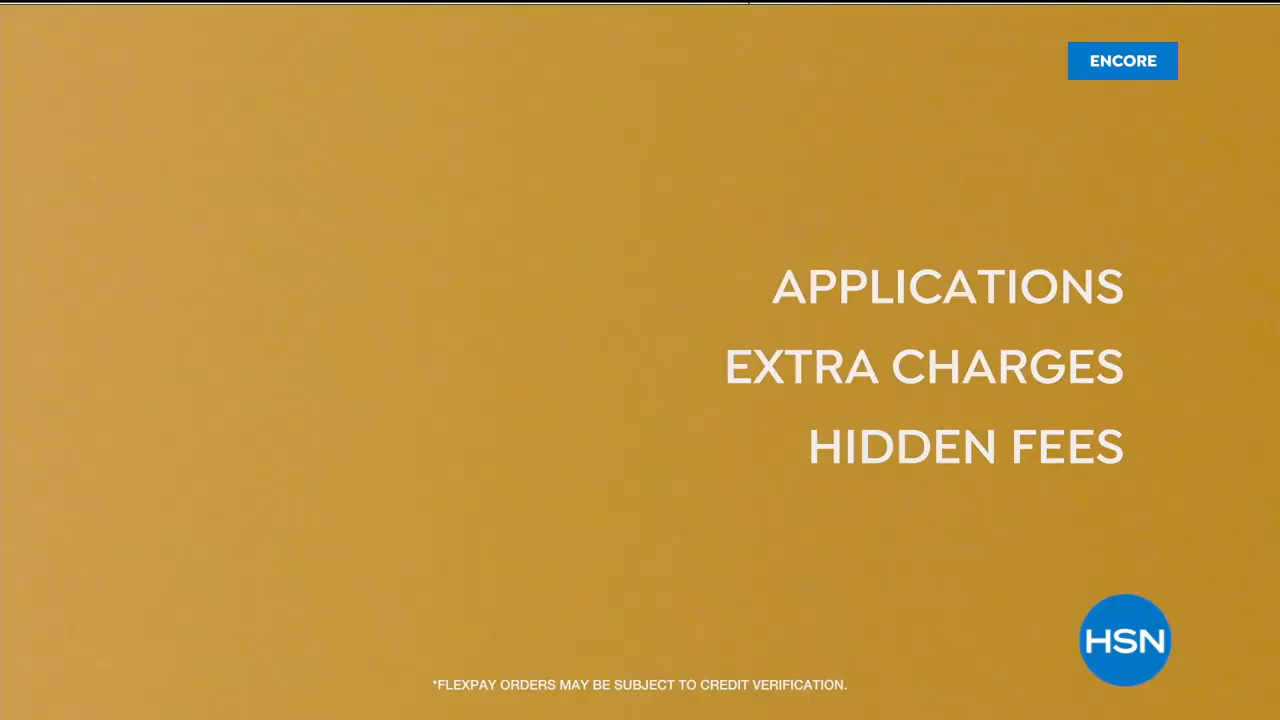 ENCORE
APPLICATIONS
EXTRA CHARGES
HIDDEN FEES
HSN
*FLEXPAY ORDERS MAY BE SUBJECT TO CREDIT VERIFICATION.